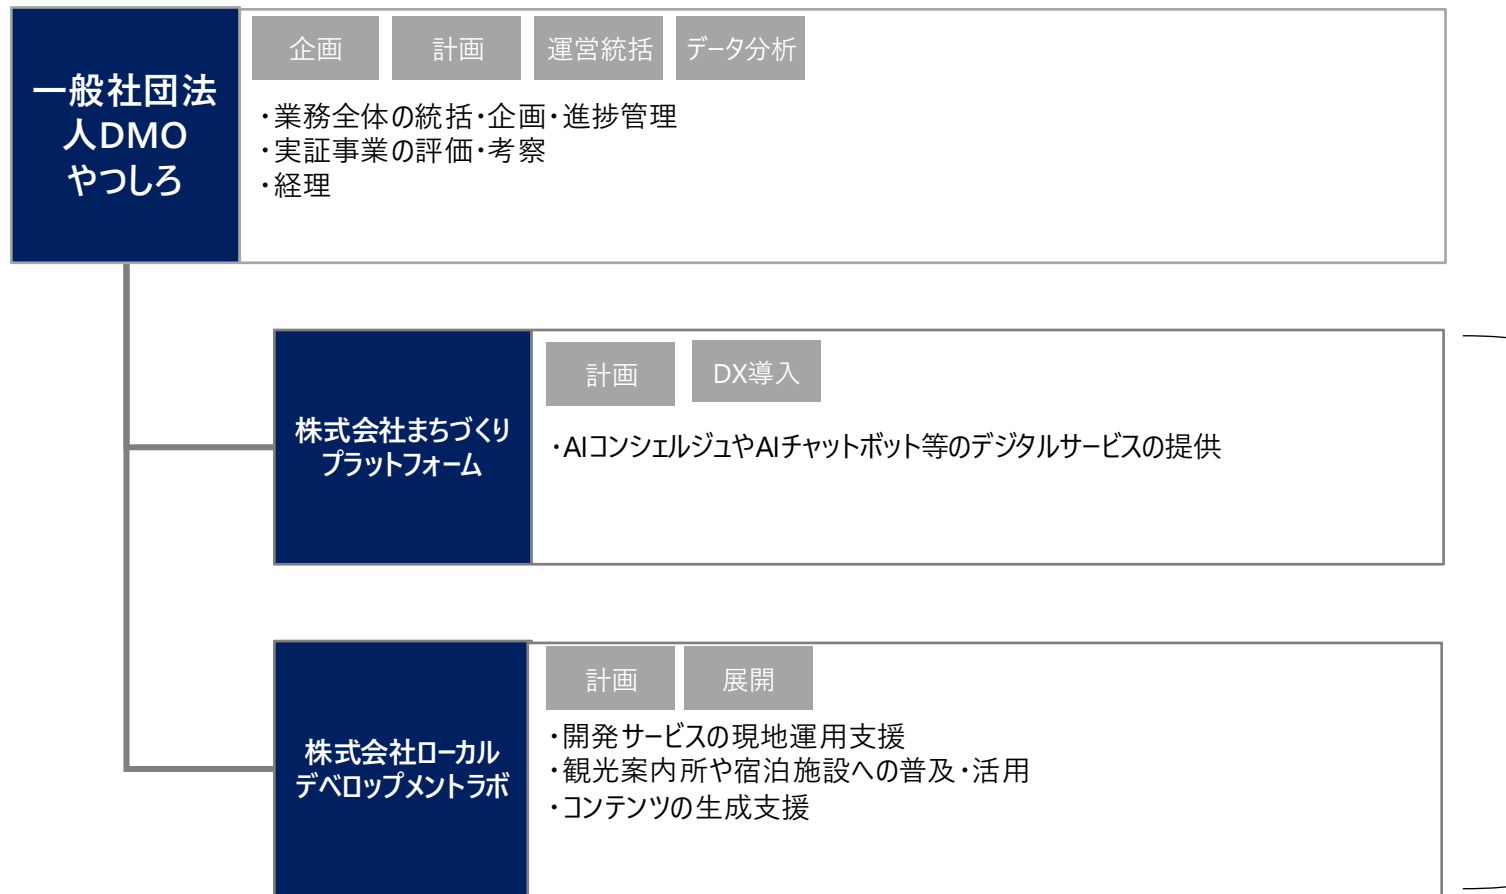 一般社団法
人DMO
やつしろ
企画
計画
運営統括
データ分析
・業務全体の統括・企画・進捗管理
・実証事業の評価・考察
・経理
株式会社まちづくり
プラットフォーム
計画
DX導入
・AIコンシェルジュやAIチャットボット等のデジタルサービスの提供
株式会社ローカル
デベロップメントラボ
計画
展開
・開発サービスの現地運用支援
・観光案内所や宿泊施設への普及・活用
・コンテンツの生成支援